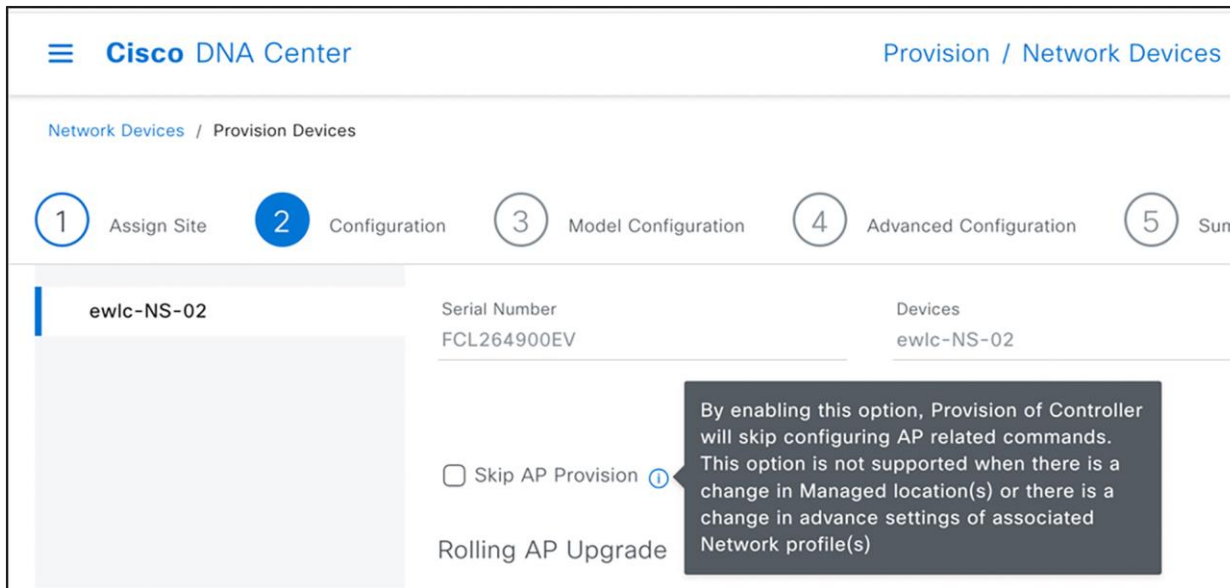 Cisco DNA Center
Provision / Network Devices
Network Devices / Provision Devices
1 Assign Site 2 Configuration 3 Model Configuration 4 Advanced Configuration 5
ewlc-NS-02
Serial Number
FCL264900EV
Devices
ewlc-NS-02
Skip AP Provision
By enabling this option, Provision of Controller
will skip configuring AP related commands.
This option is not supported when there is a
change in Managed location(s) or there is a
change in advance settings of associated
Network profile(s)
Rolling AP Upgrade